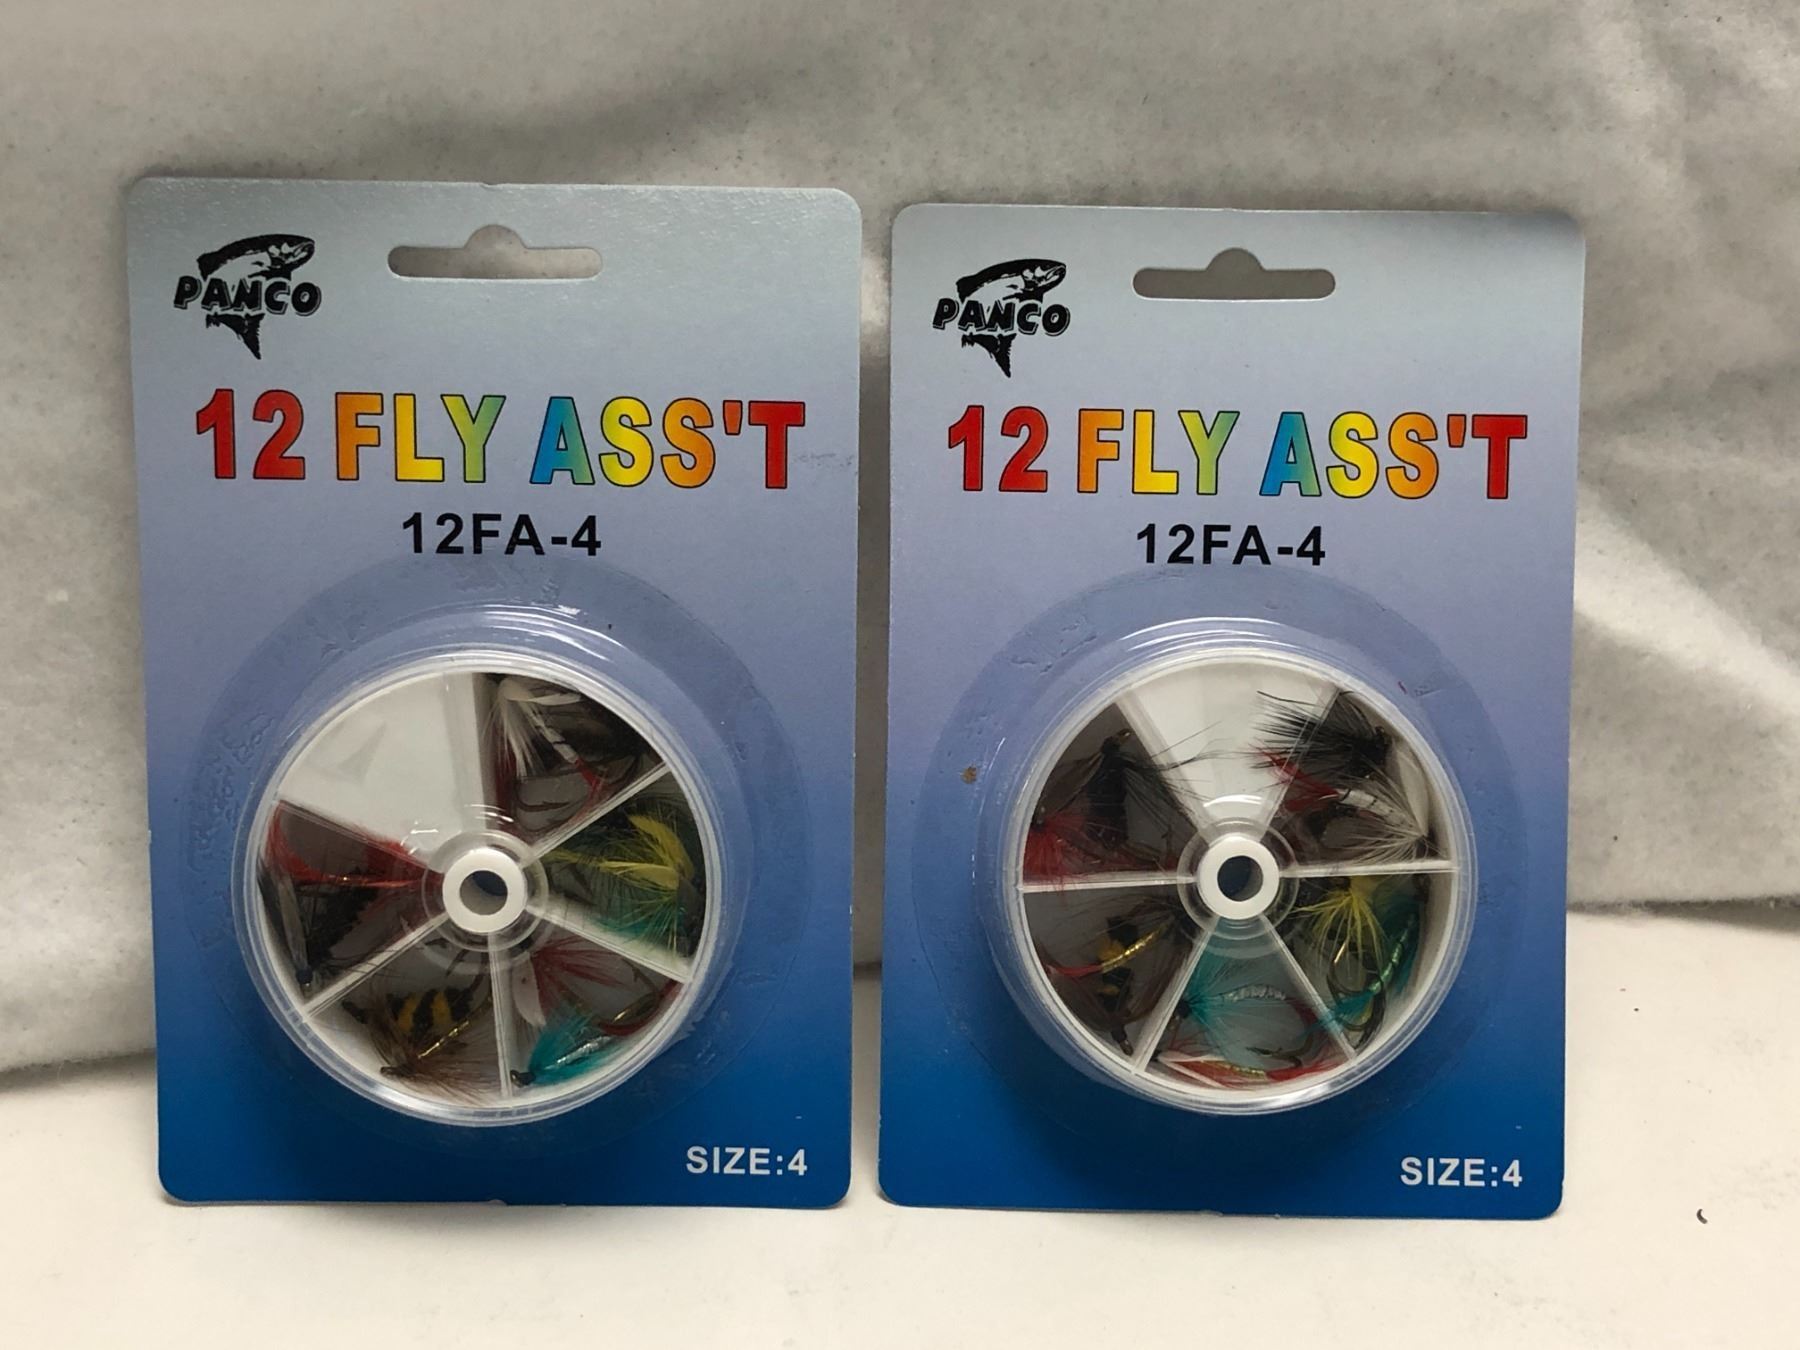 PANCO
12 FLY ASS'T
12FA-4
SIZE:4
PANCO
12 FLY ASS'T
12FA-4
SIZE:4